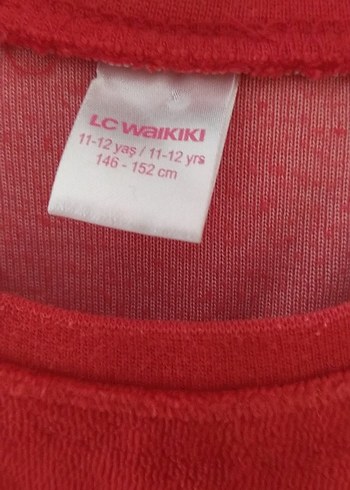 LC WAIKIKI
11-12 yaş / 11-12 yrs
146 - 152 cm